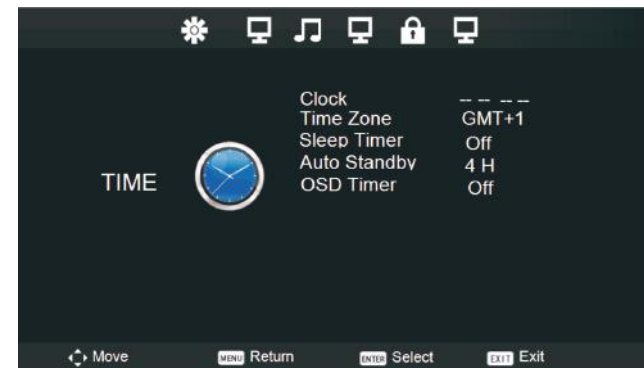 Clock -- -- -- --
Time Zone GMT+1
Sleep Timer Off
Auto Standby 4 H
OSD Timer Off
TIME
Move MENU Return ENTER Select EXIT Exit